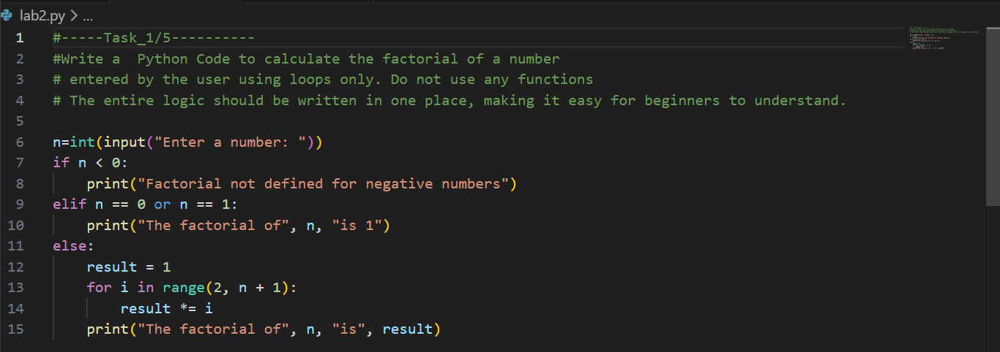 lab2.py > ...
1 #-----Task_1/5----------
2 #Write a  Python Code to calculate the factorial of a number
3 # entered by the user using loops only. Do not use any functions
4 # The entire logic should be written in one place, making it easy for beginners to understand.
5
6 n=int(input("Enter a number: "))
7 if n < 0:
8     print("Factorial not defined for negative numbers")
9 elif n == 0 or n == 1:
10     print("The factorial of", n, "is 1")
11 else:
12     result = 1
13     for i in range(2, n + 1):
14         result *= i
15     print("The factorial of", n, "is", result)